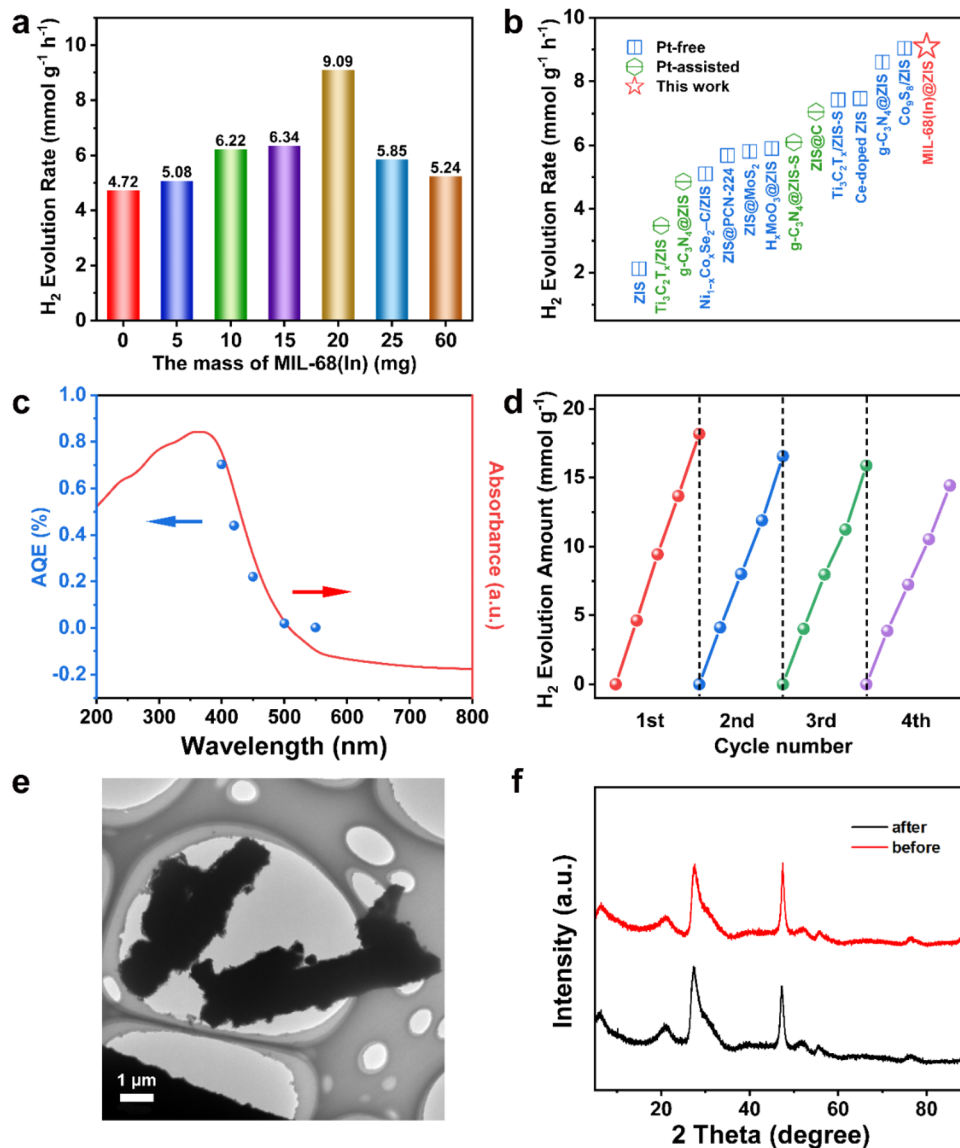 a
H₂ Evolution Rate (mmol g⁻¹ h⁻¹)
10
8
6
4
2
0
4.72
5.08
6.22
6.34
9.09
5.85
5.24
0
5
10
15
20
25
60
The mass of MIL-68(In) (mg)
b
H₂ Evolution Rate (mmol g⁻¹ h⁻¹)
10
8
6
4
2
Pt-free
Pt-assisted
This work
ZIS
Ti₃C₂Tₓ/ZIS
g-C₃N₄@ZIS
Ni₁₋ₓCoₓSe₂–C/ZIS
ZIS@PCN-224
ZIS@MoS₂
HₓMoO₃@ZIS
g-C₃N₄@ZIS-S
ZIS@C
Ti₃C₂Tₓ/ZIS-S
Ce-doped ZIS
g-C₃N₄@ZIS
Co₉S₈/ZIS
MIL-68(In)@ZIS
c
AQE (%)
1.0
0.8
0.6
0.4
0.2
0.0
-0.2
Absorbance (a.u.)
200
300
400
500
600
700
800
Wavelength (nm)
d
H₂ Evolution Amount (mmol g⁻¹)
20
15
10
5
0
1st
2nd
3rd
4th
Cycle number
e
1 μm
f
Intensity (a.u.)
after
before
20
40
60
80
2 Theta (degree)